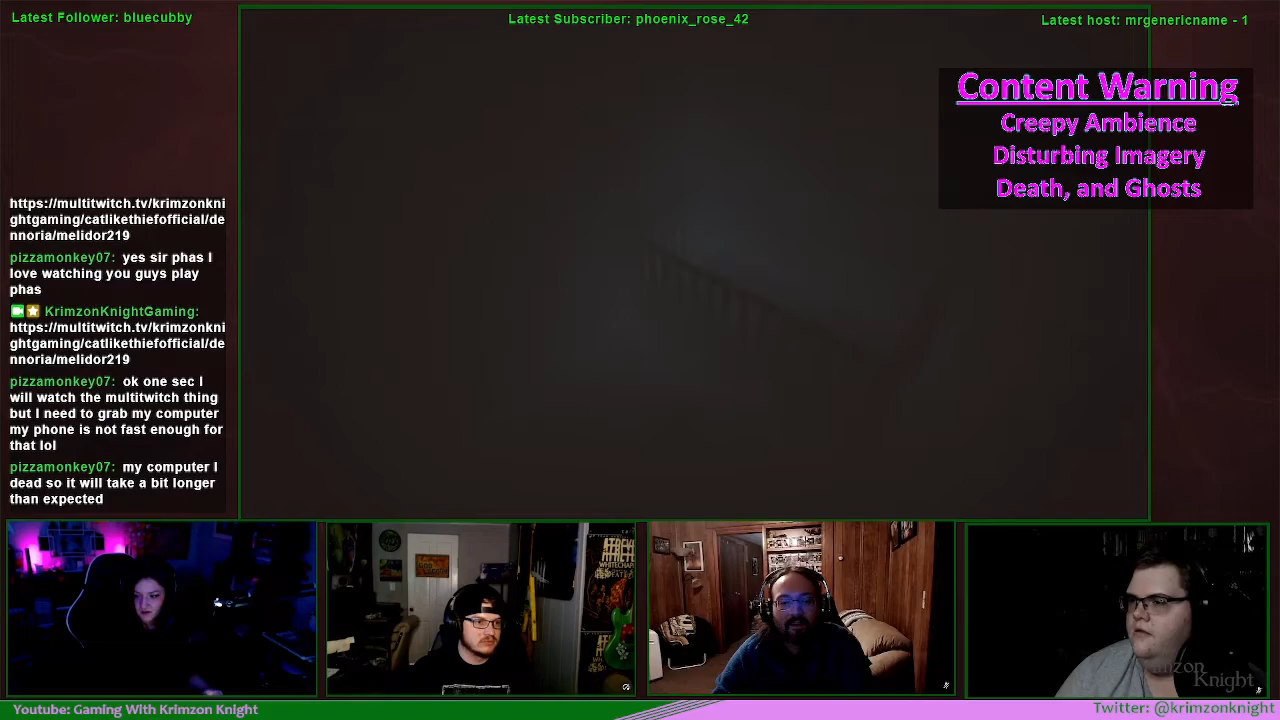 Latest Follower: bluecubby
Latest Subscriber: phoenix_rose_42
Latest host: mrgenericname - 1
Content Warning
Creepy Ambience
Disturbing Imagery
Death, and Ghosts
https://multitwitch.tv/krimzonkni
ghtgaming/catlikethiefofficial/de
nnoria/melidor219
pizzamonkey07: yes sir phas I
love watching you guys play
phas
KrimzonKnightGaming:
https://multitwitch.tv/krimzonkni
ghtgaming/catlikethiefofficial/de
nnoria/melidor219
pizzamonkey07: ok one sec I
will watch the multitwitch thing
but I need to grab my computer
my phone is not fast enough for
that lol
pizzamonkey07: my computer I
dead so it will take a bit longer
than expected
WHITECHAPEL
Krimzon
Knight
Youtube: Gaming With Krimzon Knight
Twitter: @krimzonknight